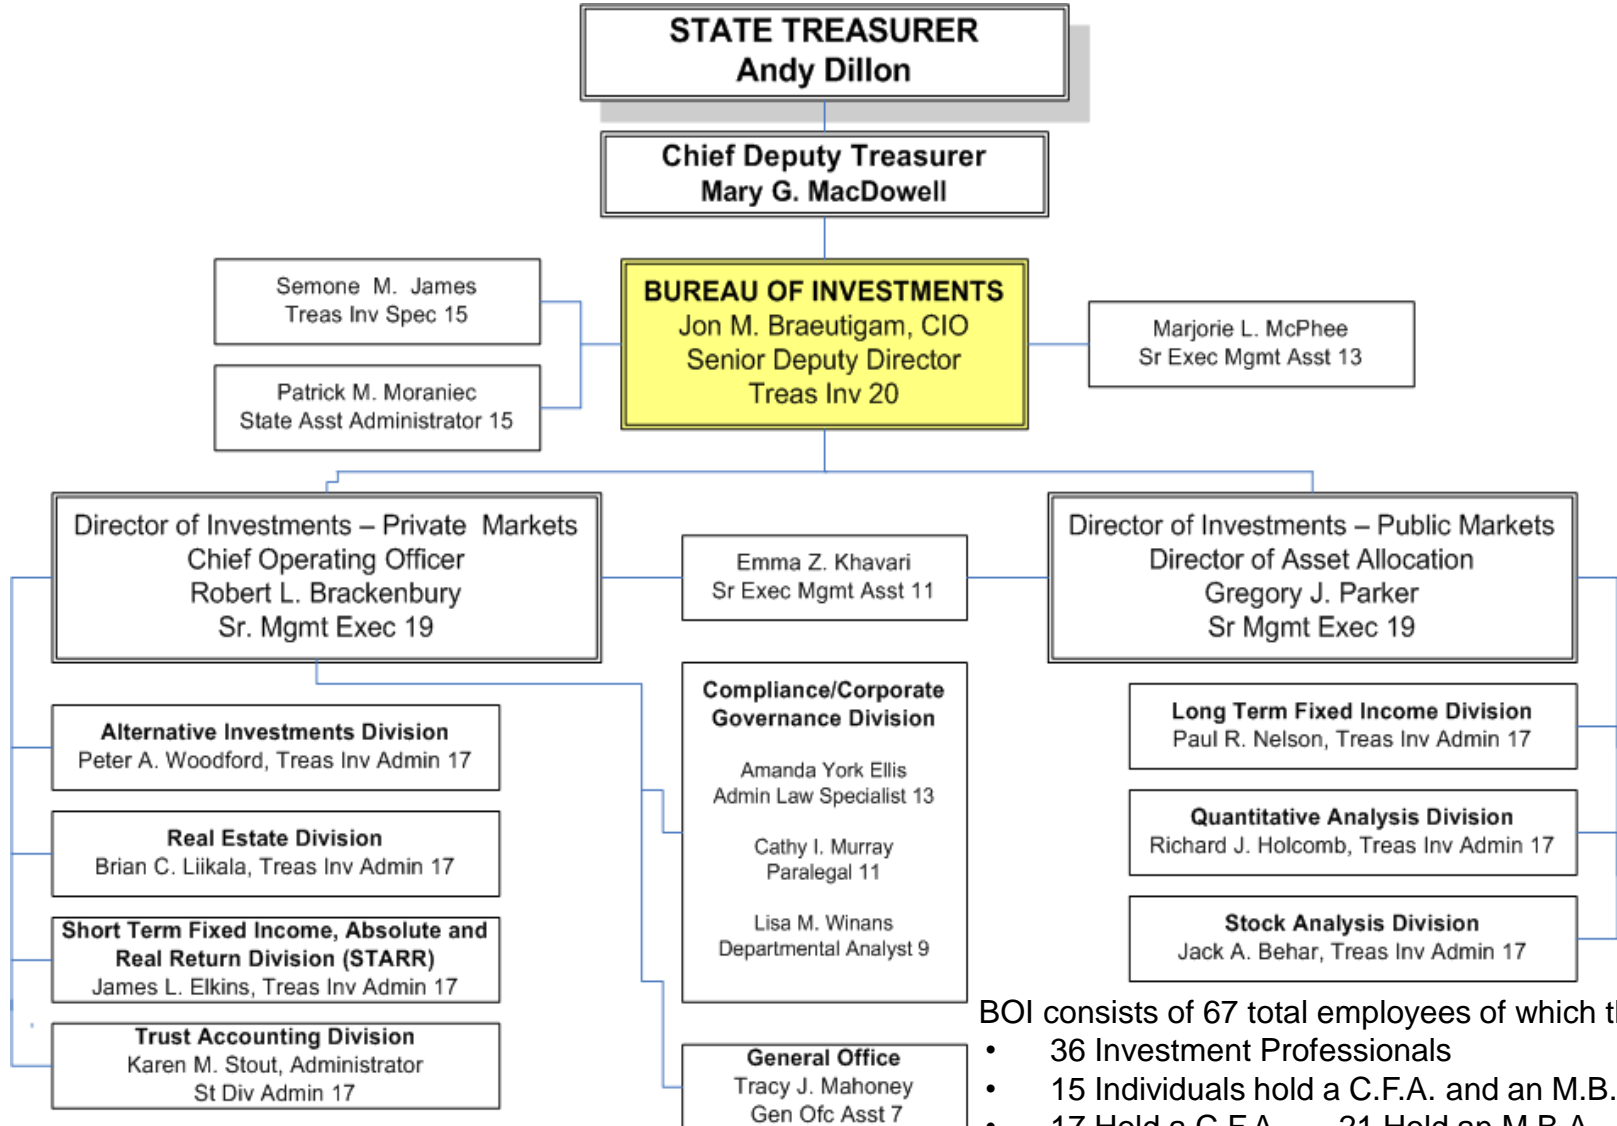 STATE TREASURER
Andy Dillon
Chief Deputy Treasurer
Mary G. MacDowell
Semone M. James
Treas Inv Spec 15
Patrick M. Moraniec
State Asst Administrator 15
BUREAU OF INVESTMENTS
Jon M. Braeutigam, CIO
Senior Deputy Director
Treas Inv 20
Marjorie L. McPhee
Sr Exec Mgmt Asst 13
Director of Investments – Private Markets
Chief Operating Officer
Robert L. Brackenbury
Sr. Mgmt Exec 19
Emma Z. Khavari
Sr Exec Mgmt Asst 11
Director of Investments – Public Markets
Director of Asset Allocation
Gregory J. Parker
Sr Mgmt Exec 19
Alternative Investments Division
Peter A. Woodford, Treas Inv Admin 17
Real Estate Division
Brian C. Liikala, Treas Inv Admin 17
Short Term Fixed Income, Absolute and
Real Return Division (STARR)
James L. Elkins, Treas Inv Admin 17
Trust Accounting Division
Karen M. Stout, Administrator
St Div Admin 17
Compliance/Corporate
Governance Division
Amanda York Ellis
Admin Law Specialist 13
Cathy I. Murray
Paralegal 11
Lisa M. Winans
Departmental Analyst 9
General Office
Tracy J. Mahoney
Gen Ofc Asst 7
Long Term Fixed Income Division
Paul R. Nelson, Treas Inv Admin 17
Quantitative Analysis Division
Richard J. Holcomb, Treas Inv Admin 17
Stock Analysis Division
Jack A. Behar, Treas Inv Admin 17
BOI consists of 67 total employees of which
• 36 Investment Professionals
• 15 Individuals hold a C.F.A. and an M.B.
• 17 Hold a C.F.A. 21 Hold an M.B.A.